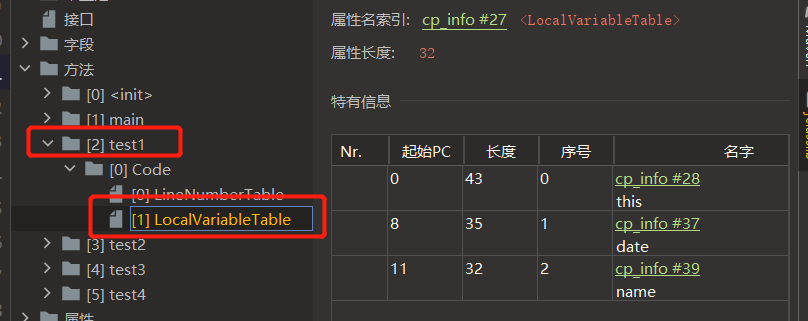 接口
字段
方法
[0] <init>
[1] main
[2] test1
[0] Code
[0] LineNumberTable
[1] LocalVariableTable
[3] test2
[4] test3
[5] test4
属性
属性名索引: cp_info #27 <LocalVariableTable>
属性长度: 32
特有信息
Nr. 起始PC 长度 序号 名字
0 43 0 cp_info #28
this
8 35 1 cp_info #37
date
11 32 2 cp_info #39
name